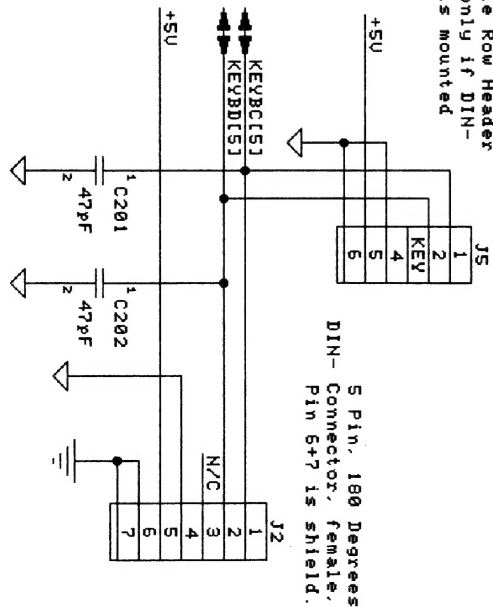 e Row Header
only if DIN-
s mounted
+5V
J5
1
2
KEY
4
5
6
+5V
KEYBC[5]
KEYBD[5]
1
C201
2
47pF
1
C202
2
47pF
5 Pin, 180 Degrees
DIN- Connector, female.
Pin 6+7 is shield.
N/C
J2
1
2
3
4
5
6
7